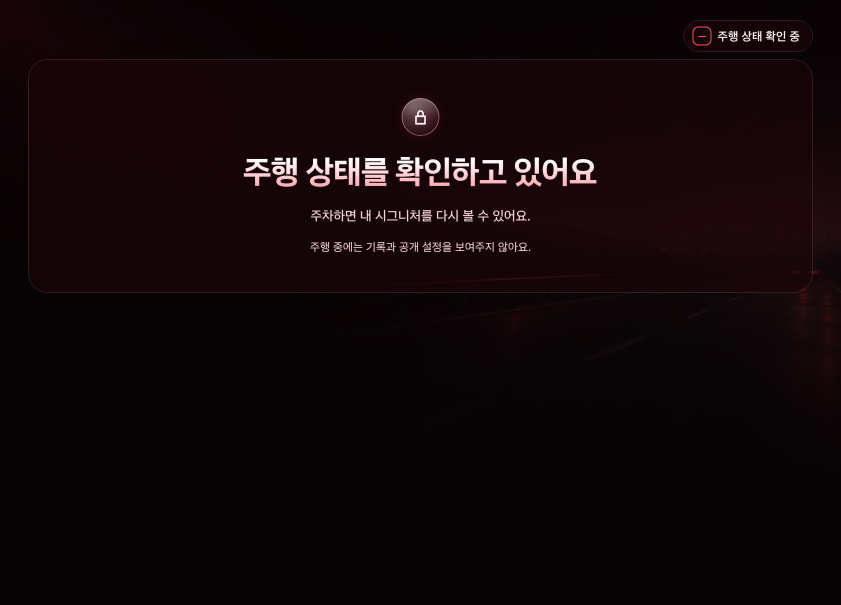 주행 상태 확인 중
주행 상태를 확인하고 있어요
주차하면 내 시그니처를 다시 볼 수 있어요.
주행 중에는 기록과 공개 설정을 보여주지 않아요.